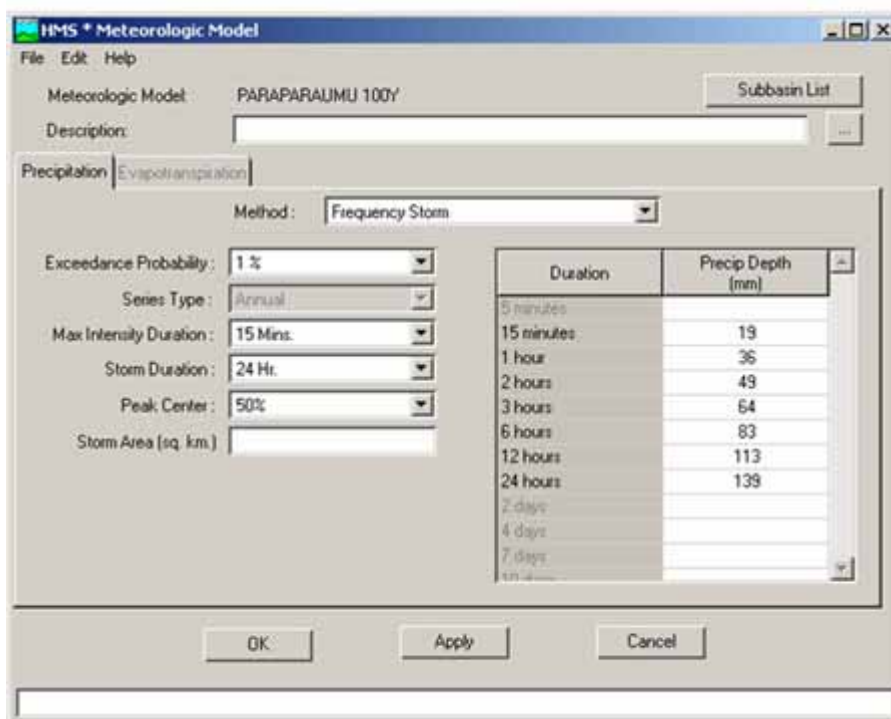 HMS * Meteorologic Model
File Edit Help
Meteorologic Model: PARAPARAUMU 100Y Subbasin List
Description: ...
Precipitation Evapotranspiration
Method : Frequency Storm
Exceedance Probability : 1 %
Series Type : Annual
Max Intensity Duration : 15 Mins.
Storm Duration : 24 Hr.
Peak Center : 50%
Storm Area (sq. km.)
Duration Precip Depth (mm)
5 minutes
15 minutes 19
1 hour 36
2 hours 49
3 hours 64
6 hours 83
12 hours 113
24 hours 139
2 days
4 days
7 days
OK Apply Cancel